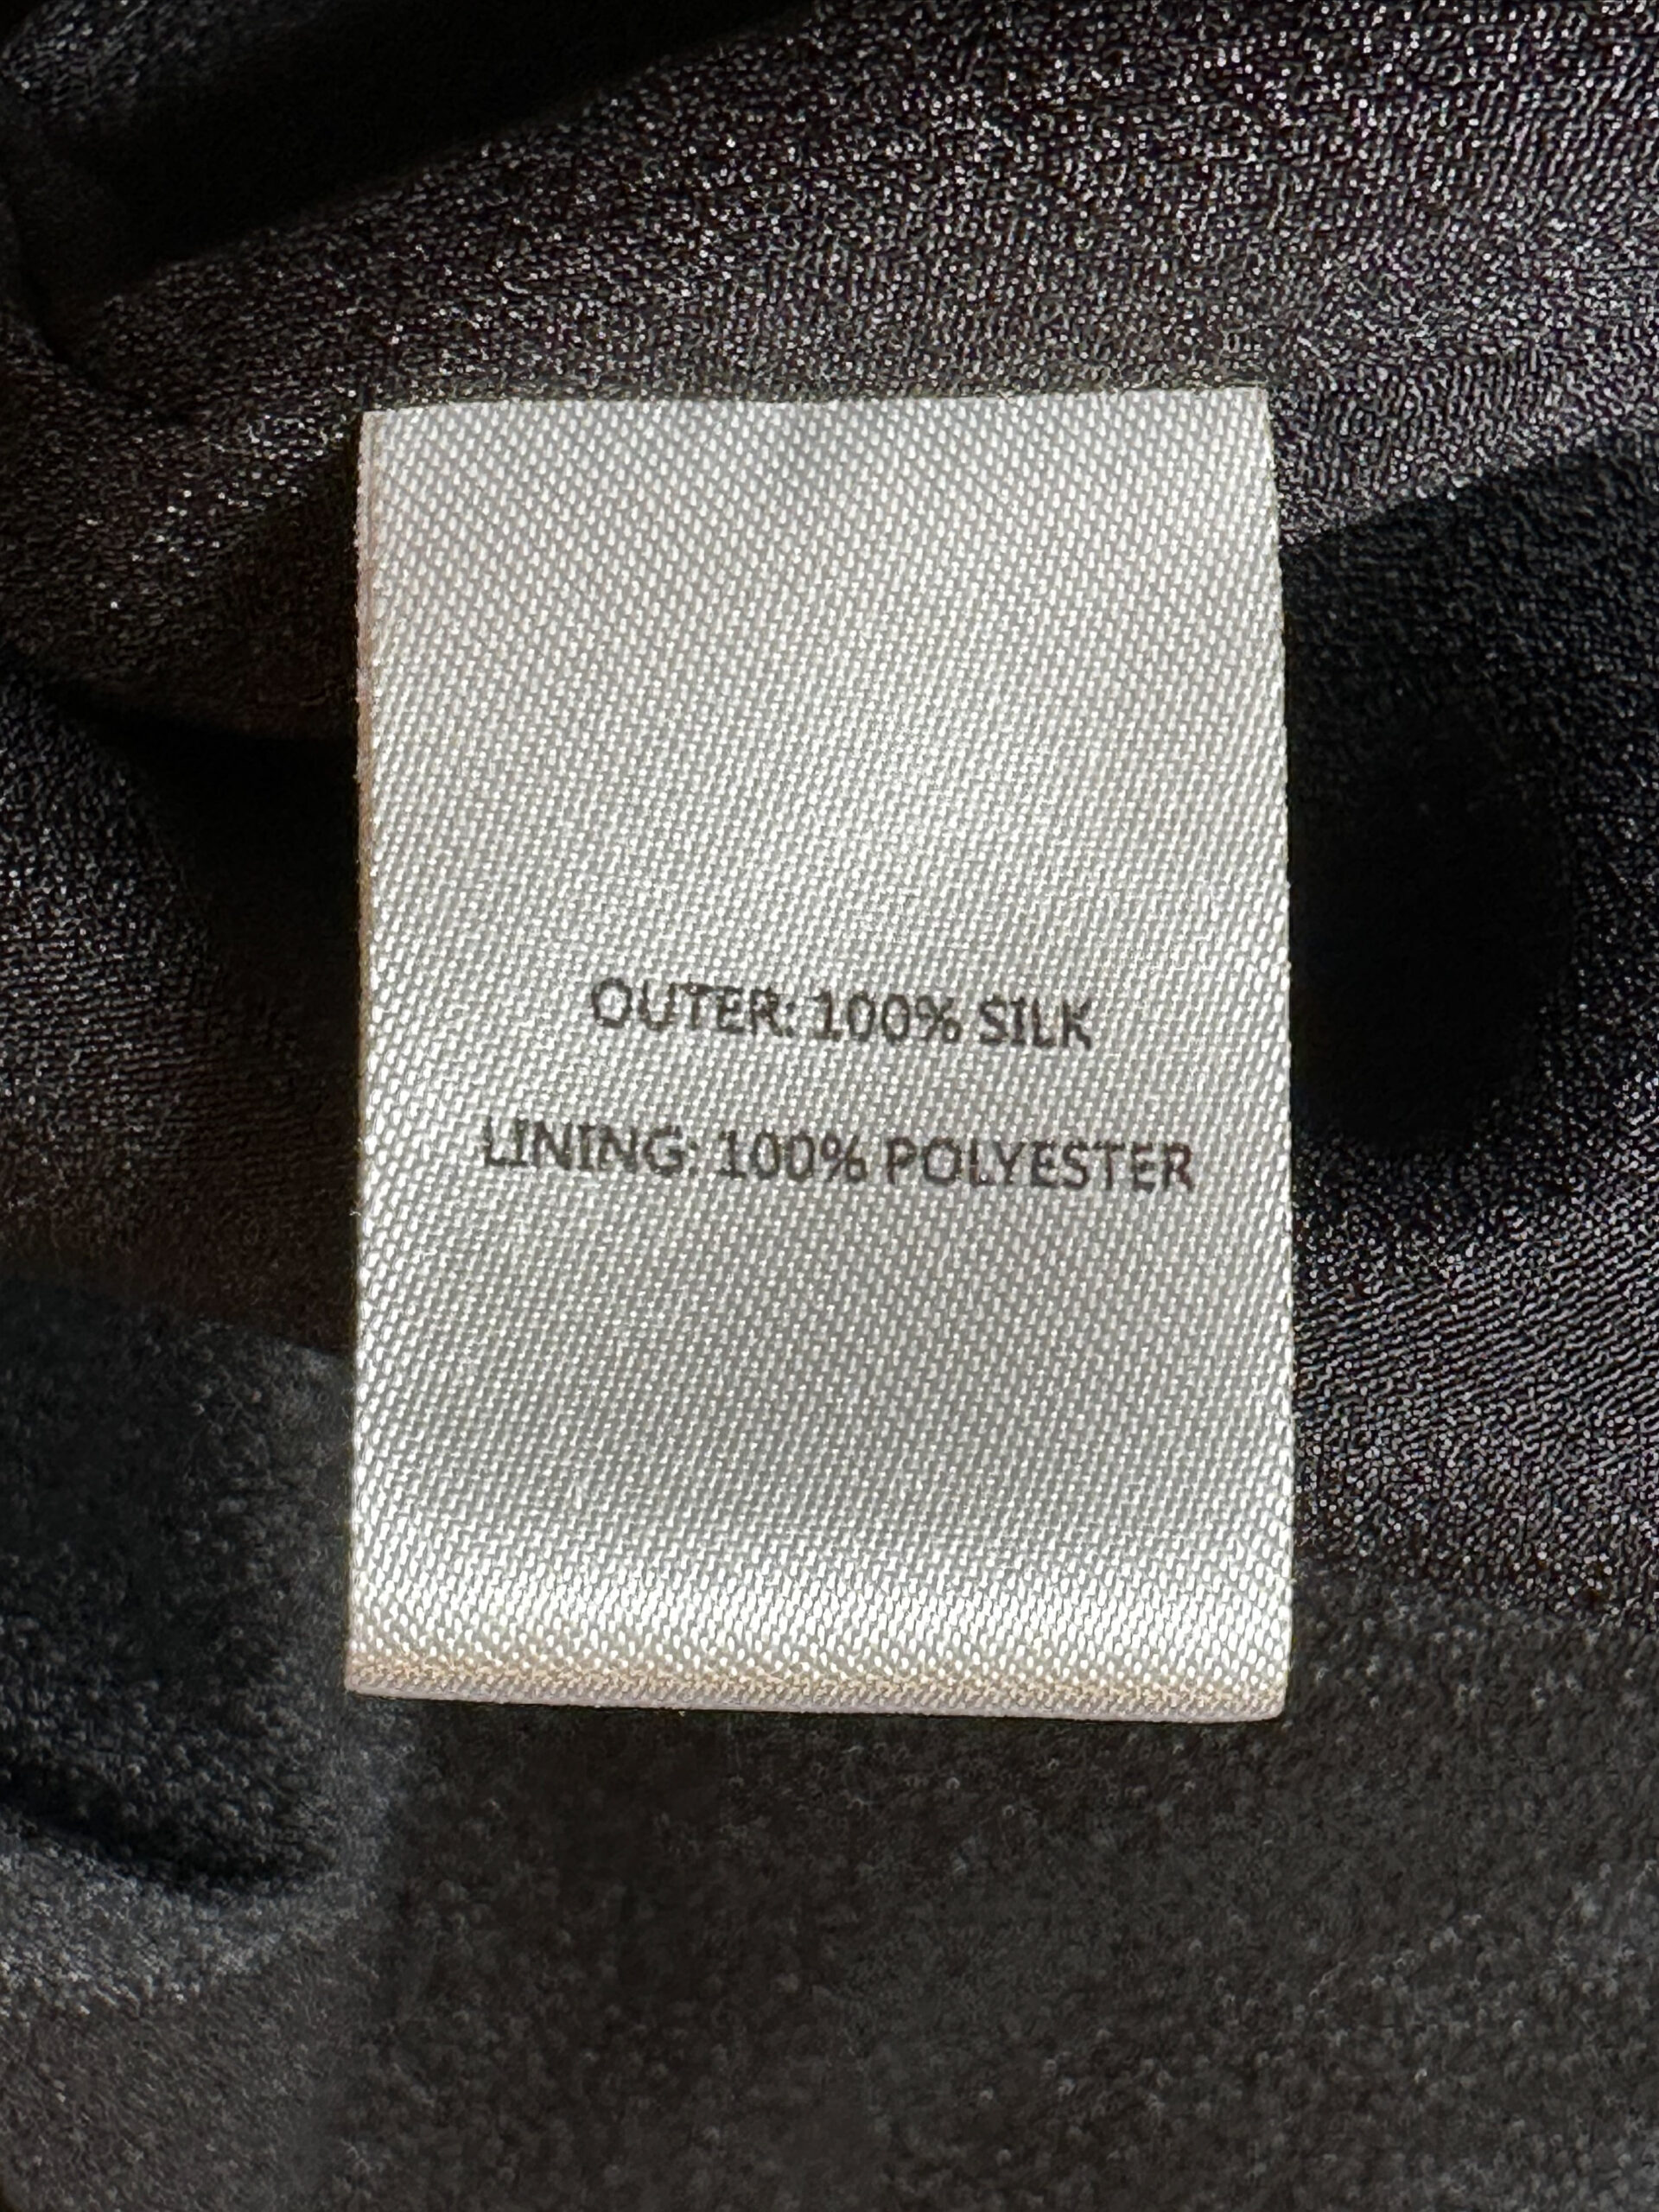 OUTER: 100% SILK
LINING: 100% POLYESTER